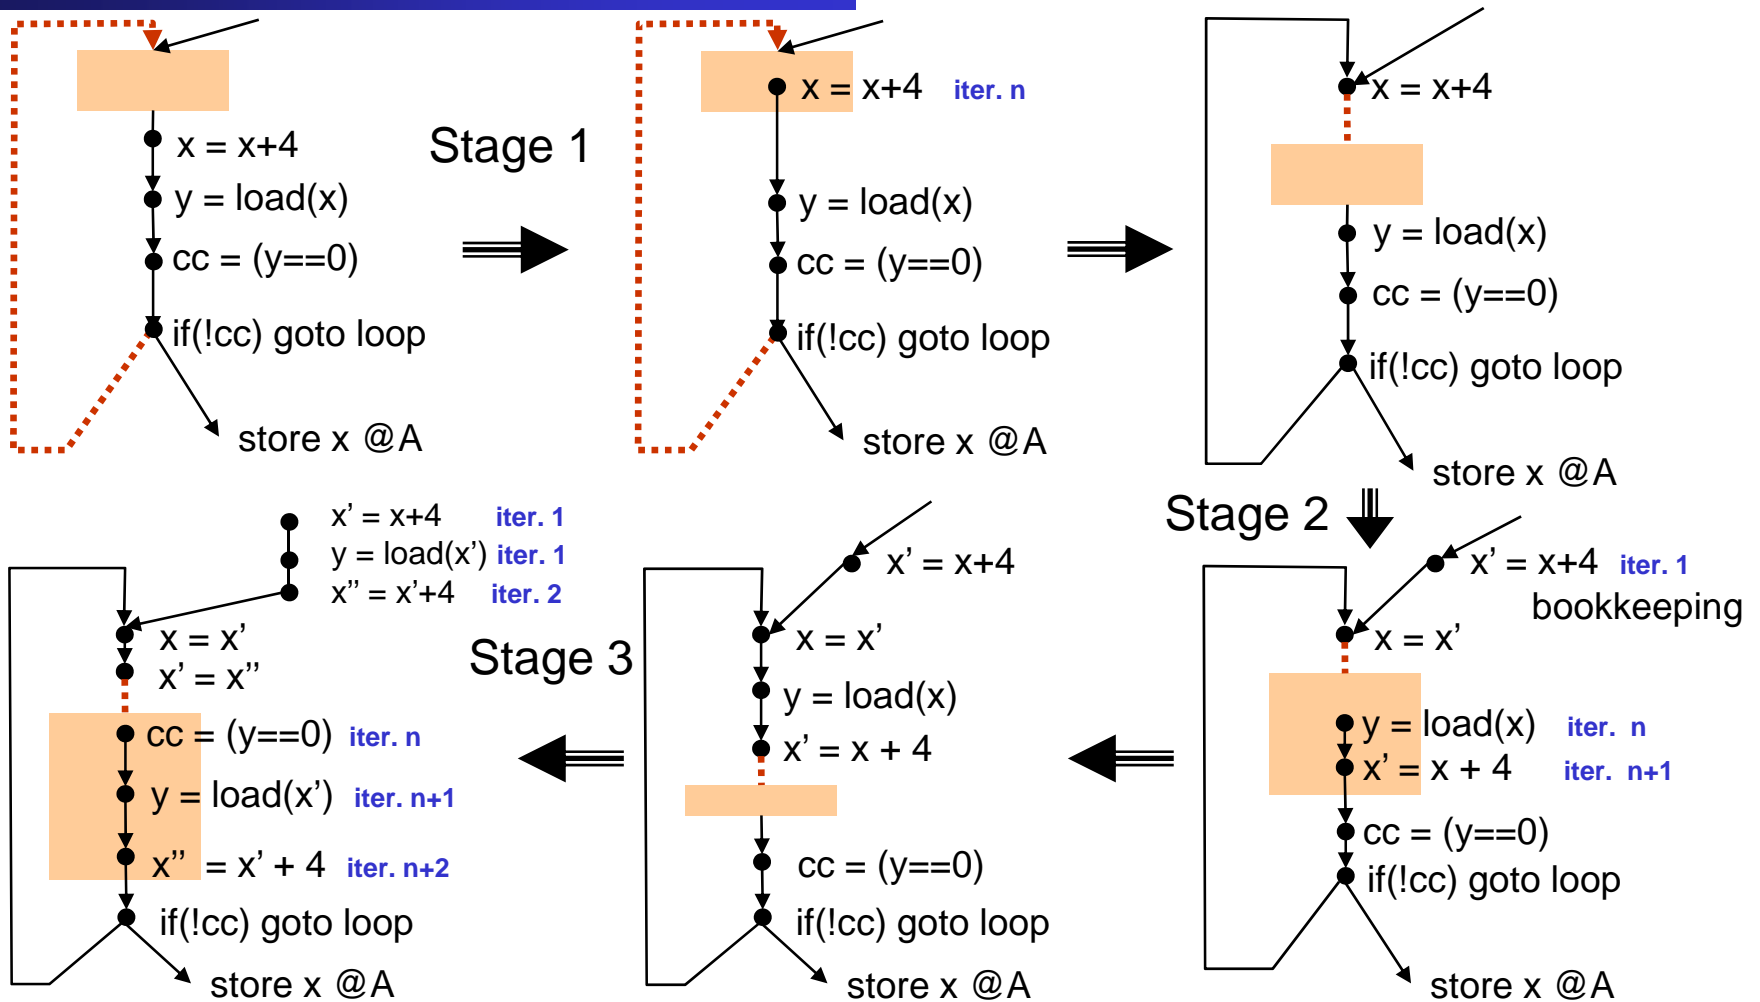 x = x+4
y = load(x)
cc = (y==0)
if(!cc) goto loop
store x @A
Stage 1
x = x+4 iter. n
y = load(x)
cc = (y==0)
if(!cc) goto loop
store x @A
x = x+4
y = load(x)
cc = (y==0)
if(!cc) goto loop
store x @A
Stage 2
x’ = x+4 iter. 1
bookkeeping
x = x’
y = load(x) iter. n
x’ = x + 4 iter. n+1
cc = (y==0)
if(!cc) goto loop
store x @A
x’ = x+4
x = x’
y = load(x)
x’ = x + 4
cc = (y==0)
if(!cc) goto loop
store x @A
Stage 3
x’ = x+4 iter. 1
y = load(x’) iter. 1
x’’ = x’+4 iter. 2
x = x’
x’ = x’’
cc = (y==0) iter. n
y = load(x’) iter. n+1
x’’ = x’ + 4 iter. n+2
if(!cc) goto loop
store x @A